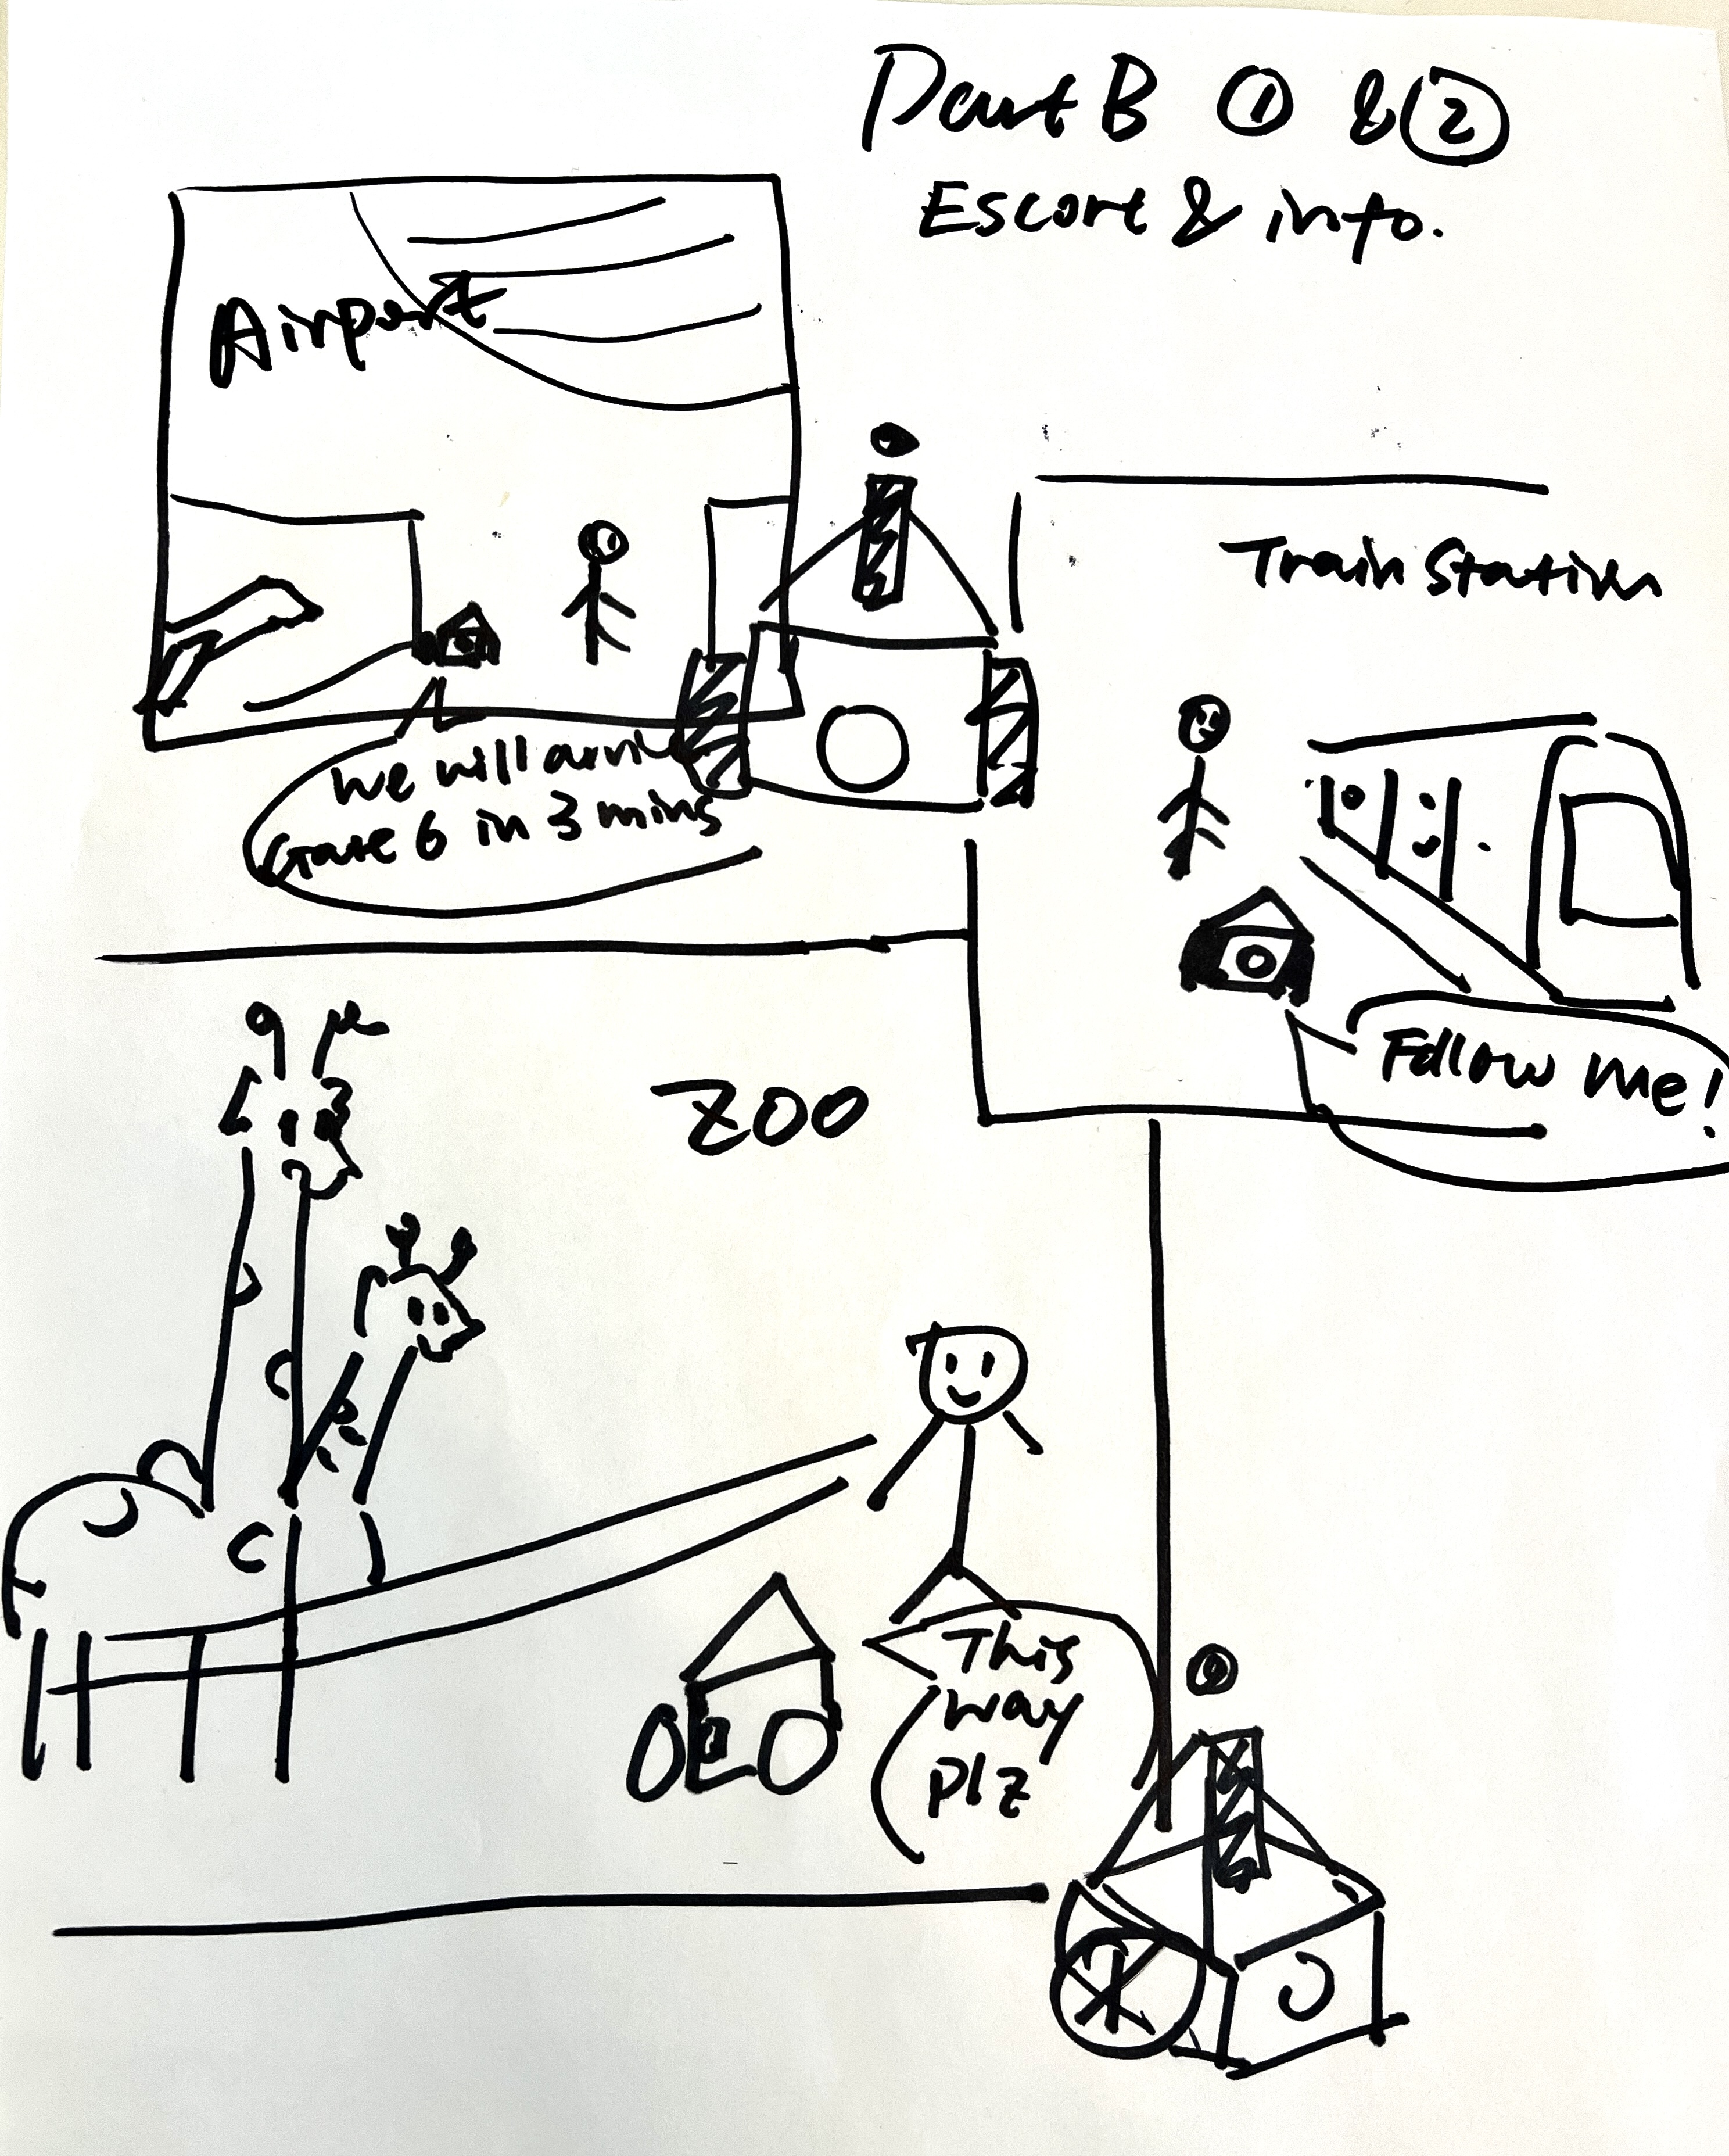 Part B ① & ②
Escort & info.
Airport
Train Station
We will arrive
Gate 6 in 3 mins
Follow me!
ZOO
This
way
plz